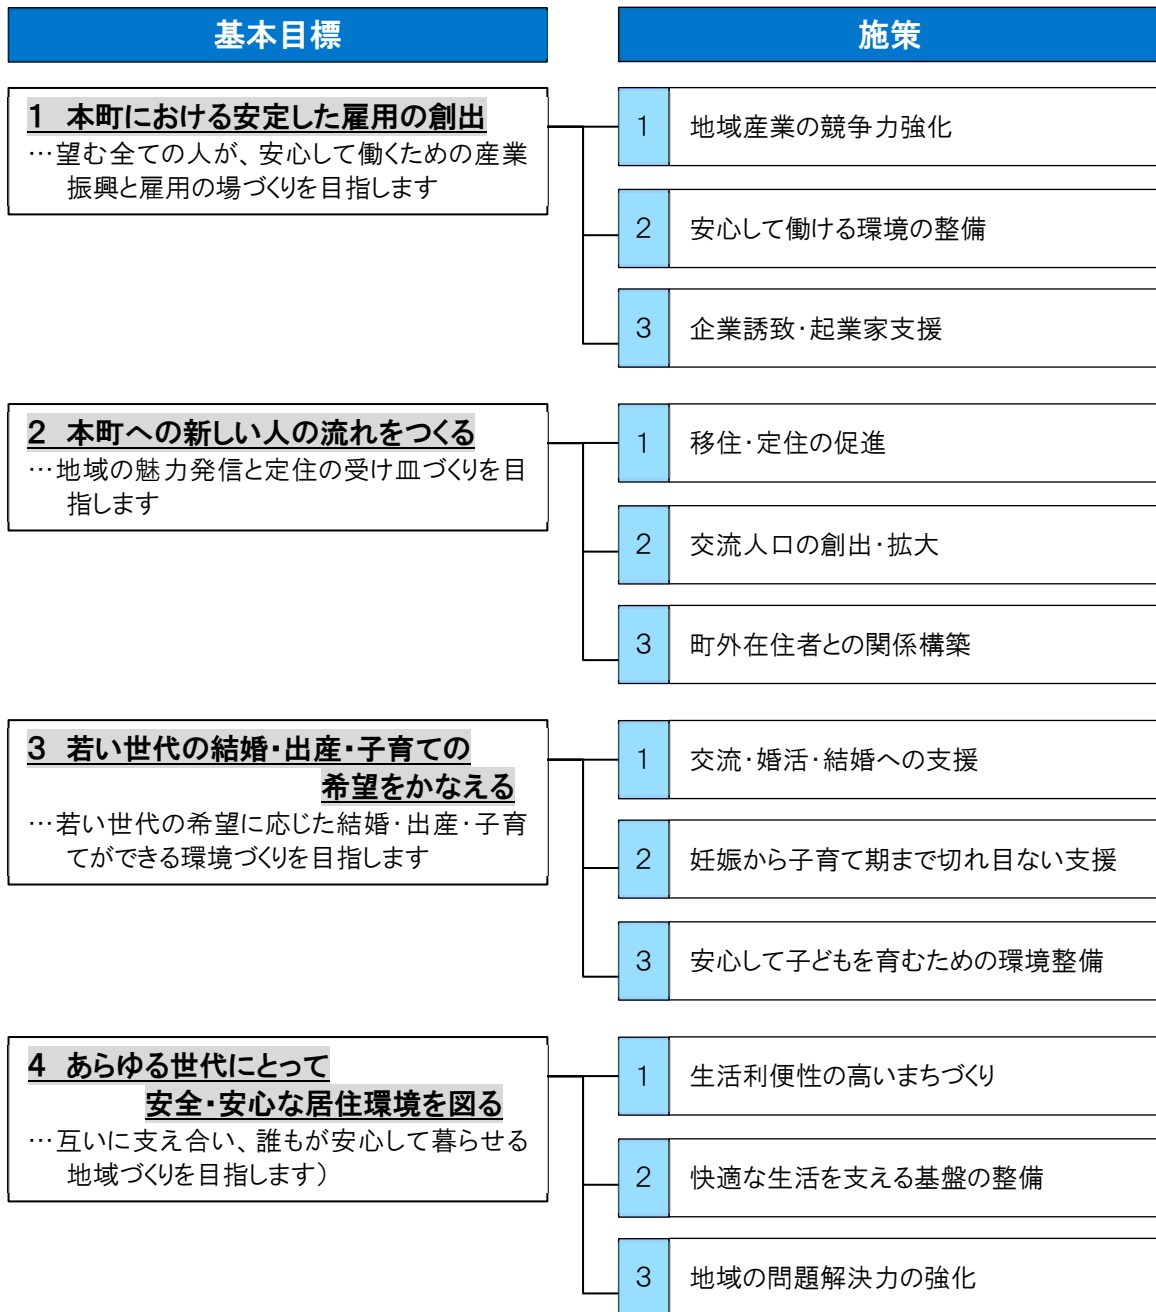 基本目標
施策
1 本町における安定した雇用の創出
…望む全ての人が、安心して働くための産業
振興と雇用の場づくりを目指します
1 地域産業の競争力強化
2 安心して働ける環境の整備
3 企業誘致・起業家支援
2 本町への新しい人の流れをつくる
…地域の魅力発信と定住の受け皿づくりを目
指します
1 移住・定住の促進
2 交流人口の創出・拡大
3 町外在住者との関係構築
3 若い世代の結婚・出産・子育ての
希望をかなえる
…若い世代の希望に応じた結婚・出産・子育
てができる環境づくりを目指します
1 交流・婚活・結婚への支援
2 妊娠から子育て期まで切れ目ない支援
3 安心して子どもを育むための環境整備
4 あらゆる世代にとって
安全・安心な居住環境を図る
…互いに支え合い、誰もが安心して暮らせる
地域づくりを目指します）
1 生活利便性の高いまちづくり
2 快適な生活を支える基盤の整備
3 地域の問題解決力の強化